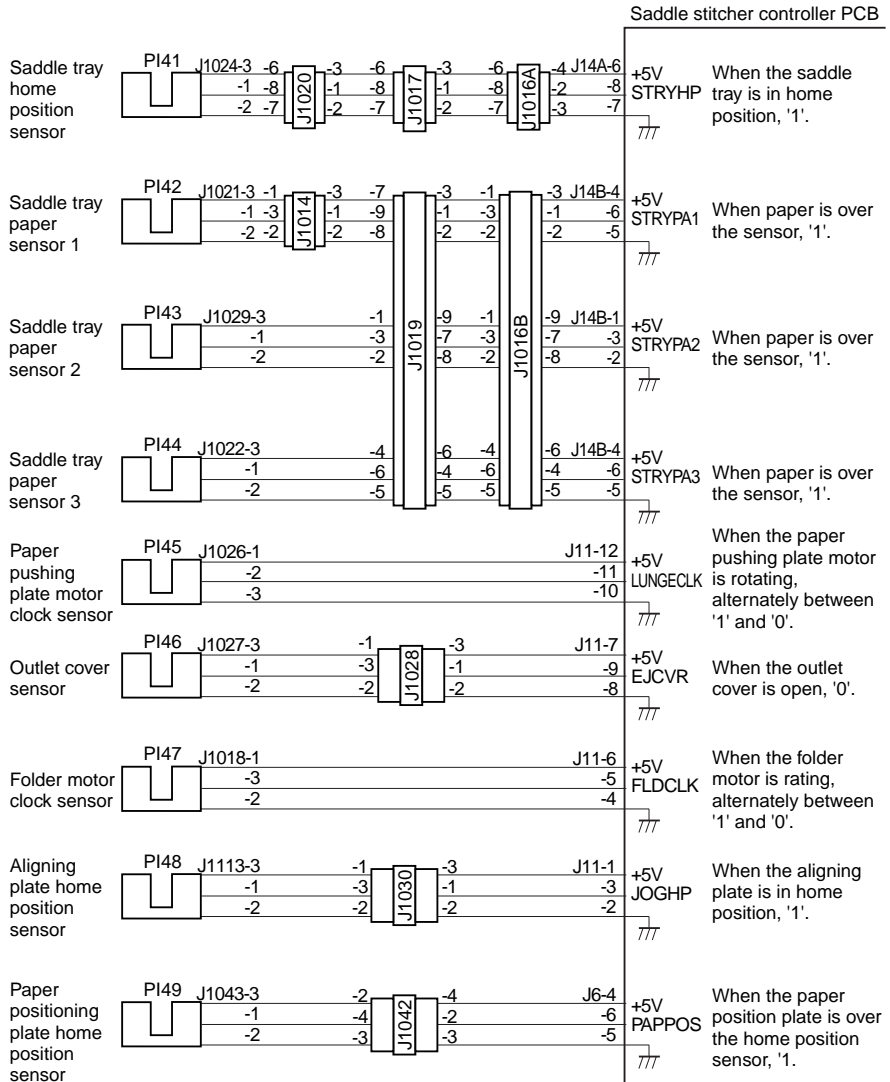 Saddle stitcher controller PCB
Saddle tray
home
position
sensor
PI41
J1024-3 -6 -3 -6 -3 -6 -4 J14A-6
-1 -8 -1 -8 -1 -8 -2 -8
-2 -7 -2 -7 -2 -7 -3 -7
J1020
J1017
J1016A
+5V
STRYHP
When the saddle
tray is in home
position, '1'.
Saddle tray
paper
sensor 1
PI42
J1021-3 -1 -3 -7 -3 -1 -3 J14B-4
-1 -3 -1 -9 -1 -3 -1 -6
-2 -2 -2 -8 -2 -2 -2 -5
J1014
+5V
STRYPA1
When paper is over
the sensor, '1'.
Saddle tray
paper
sensor 2
PI43
J1029-3 -1 -9 -1 -9 J14B-1
-1 -3 -7 -3 -7 -3
-2 -2 -8 -2 -8 -2
J1019
J1016B
+5V
STRYPA2
When paper is over
the sensor, '1'.
Saddle tray
paper
sensor 3
PI44
J1022-3 -4 -6 -4 -6 J14B-4
-1 -6 -4 -6 -4 -6
-2 -5 -5 -5 -5 -5
+5V
STRYPA3
When paper is over
the sensor, '1'.
Paper
pushing
plate motor
clock sensor
PI45
J1026-1 J11-12
-2 -11
-3 -10
+5V
LUNGECLK
When the paper
pushing plate motor
is rotating,
alternately between
'1' and '0'.
Outlet cover
sensor
PI46
J1027-3 -1 -3 J11-7
-1 -3 -1 -9
-2 -2 -2 -8
J1028
+5V
EJCVR
When the outlet
cover is open, '0'.
Folder motor
clock sensor
PI47
J1018-1 J11-6
-3 -5
-2 -4
+5V
FLDCLK
When the folder
motor is rating,
alternately between
'1' and '0'.
Aligning
plate home
position
sensor
PI48
J1113-3 -1 -3 J11-1
-1 -3 -1 -3
-2 -2 -2 -2
J1030
+5V
JOGHP
When the aligning
plate is in home
position, '1'.
Paper
positioning
plate home
position
sensor
PI49
J1043-3 -2 -4 J6-4
-1 -4 -2 -6
-2 -3 -3 -5
J1042
+5V
PAPPOS
When the paper
position plate is over
the home position
sensor, '1.